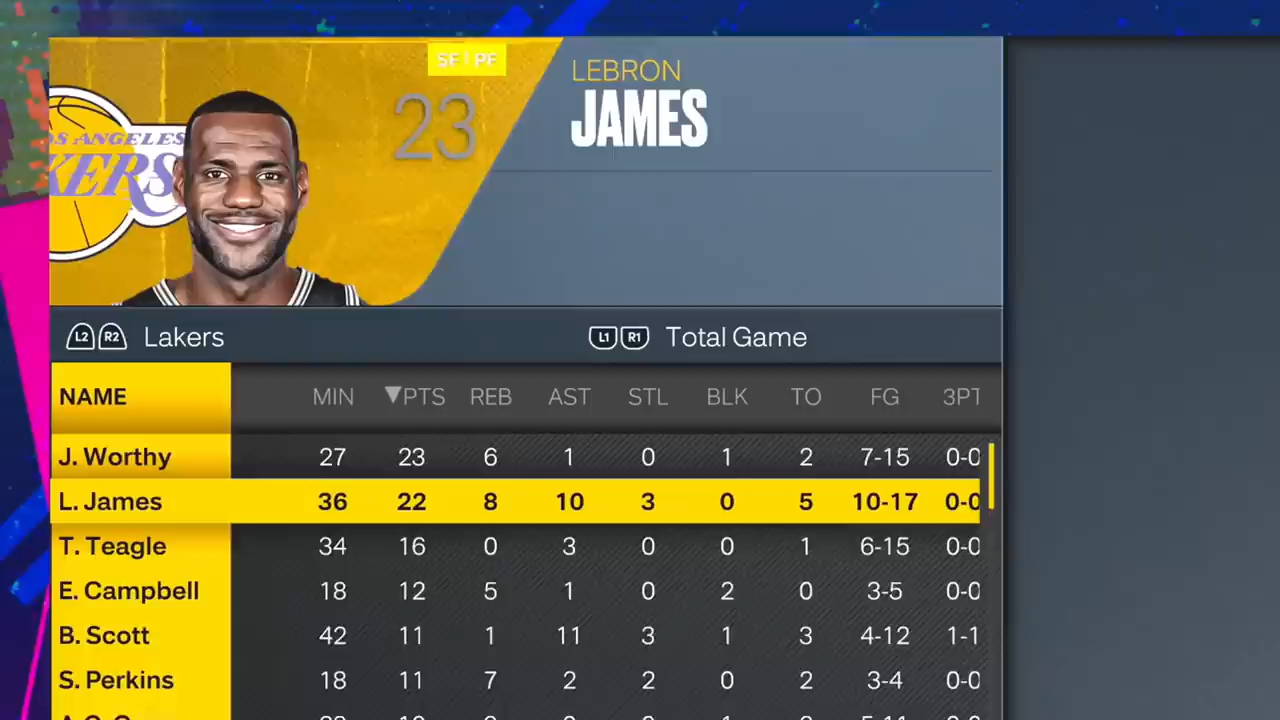 SF | PF
23
LEBRON
JAMES
OS ANGELES
KERS
L2 R2 Lakers L1 R1 Total Game
NAME MIN ▼PTS REB AST STL BLK TO FG 3PT
J. Worthy 27 23 6 1 0 1 2 7-15 0-0
L. James 36 22 8 10 3 0 5 10-17 0-0
T. Teagle 34 16 0 3 0 0 1 6-15 0-0
E. Campbell 18 12 5 1 0 2 0 3-5 0-0
B. Scott 42 11 1 11 3 1 3 4-12 1-1
S. Perkins 18 11 7 2 2 0 2 3-4 0-0